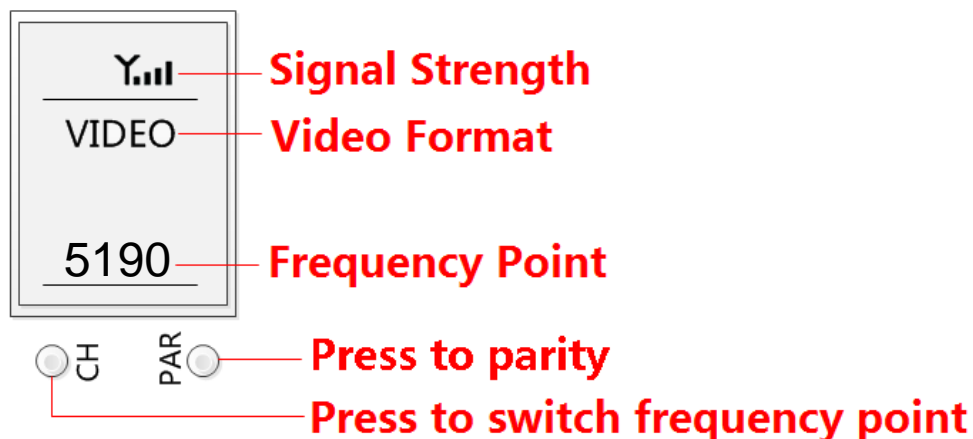 Signal Strength
VIDEO
Video Format
5190
Frequency Point
CH
PAR
Press to parity
Press to switch frequency point